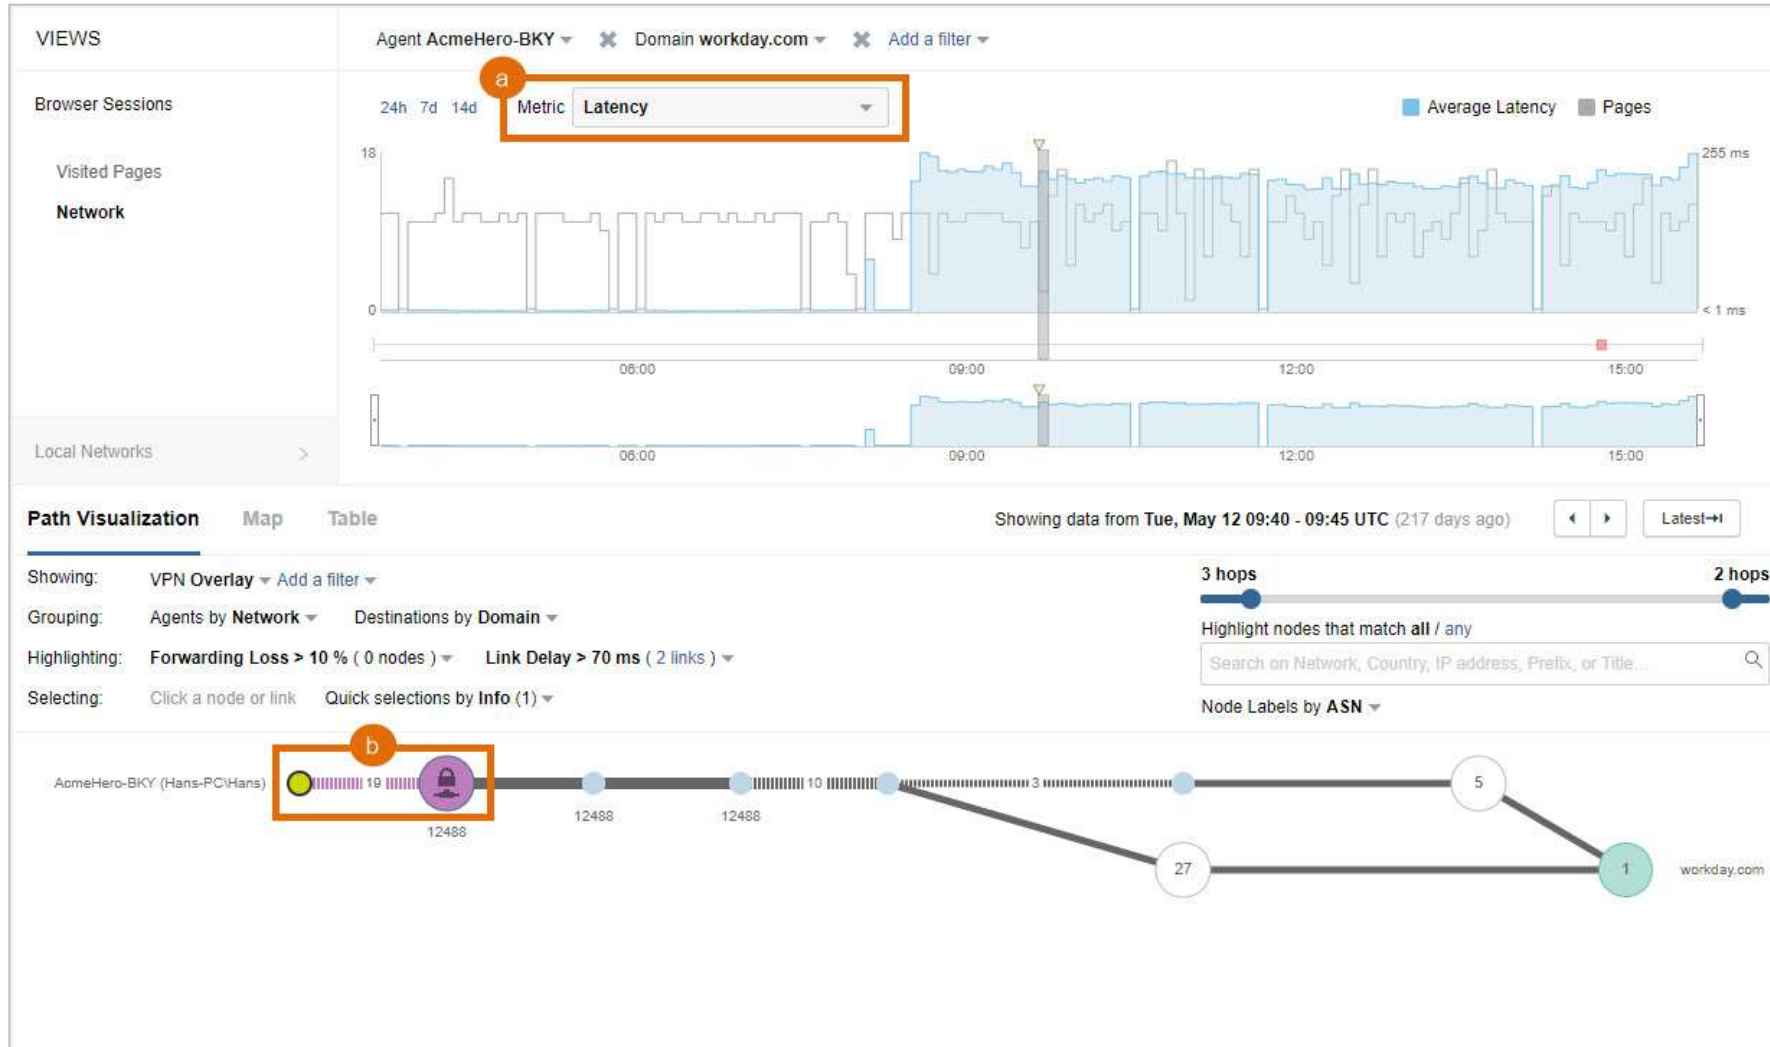 VIEWS
Agent AcmeHero-BKY Domain workday.com Add a filter
a
Browser Sessions
24h 7d 14d Metric Latency Average Latency Pages
18 255 ms
Visited Pages
Network
0 < 1 ms
06:00 09:00 12:00 15:00
Local Networks >
06:00 09:00 12:00 15:00
Path Visualization Map Table
Showing data from Tue, May 12 09:40 - 09:45 UTC (217 days ago) Latest
Showing: VPN Overlay Add a filter
3 hops 2 hops
Grouping: Agents by Network Destinations by Domain
Highlight nodes that match all / any
Highlighting: Forwarding Loss > 10 % ( 0 nodes ) Link Delay > 70 ms ( 2 links )
Search on Network, Country, IP address, Prefix, or Title...
Selecting: Click a node or link Quick selections by Info (1)
Node Labels by ASN
b
AcmeHero-BKY (Hans-PC\Hans) 19 10 3 5
12488 12488 12488
27 1 workday.com